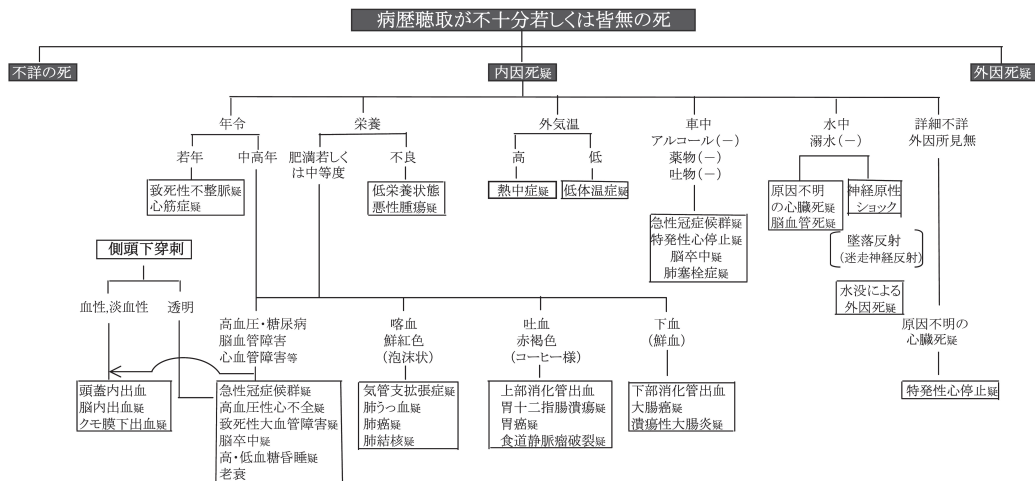 病歴聴取が不十分若しくは皆無の死
不詳の死
内因死疑
外因死疑
年令
栄養
外気温
車中
アルコール(−)
薬物(−)
吐物(−)
水中
溺水(−)
詳細不詳
外因所見無
若年
中高年
肥満若しく
は中等度
不良
高
低
致死性不整脈疑
心筋症疑
低栄養状態
悪性腫瘍疑
熱中症疑
低体温症疑
急性冠症候群疑
特発性心停止疑
脳卒中疑
肺塞栓症疑
原因不明
の心臓死疑
脳血管死疑
神経原性
ショック
墜落反射
(迷走神経反射)
水没による
外因死疑
側頭下穿刺
血性,淡血性
透明
高血圧・糖尿病
脳血管障害
心血管障害等
喀血
鮮紅色
(泡沫状)
吐血
赤褐色
(コーヒー様)
下血
(鮮血)
原因不明の
心臓死疑
頭蓋内出血
脳内出血疑
クモ膜下出血疑
急性冠症候群疑
高血圧性心不全疑
致死性大血管障害疑
脳卒中疑
高・低血糖昏睡疑
老衰
気管支拡張症疑
肺うっ血疑
肺癌疑
肺結核疑
上部消化管出血
胃十二指腸潰瘍疑
胃癌疑
食道静脈瘤破裂疑
下部消化管出血
大腸癌疑
潰瘍性大腸炎疑
特発性心停止疑